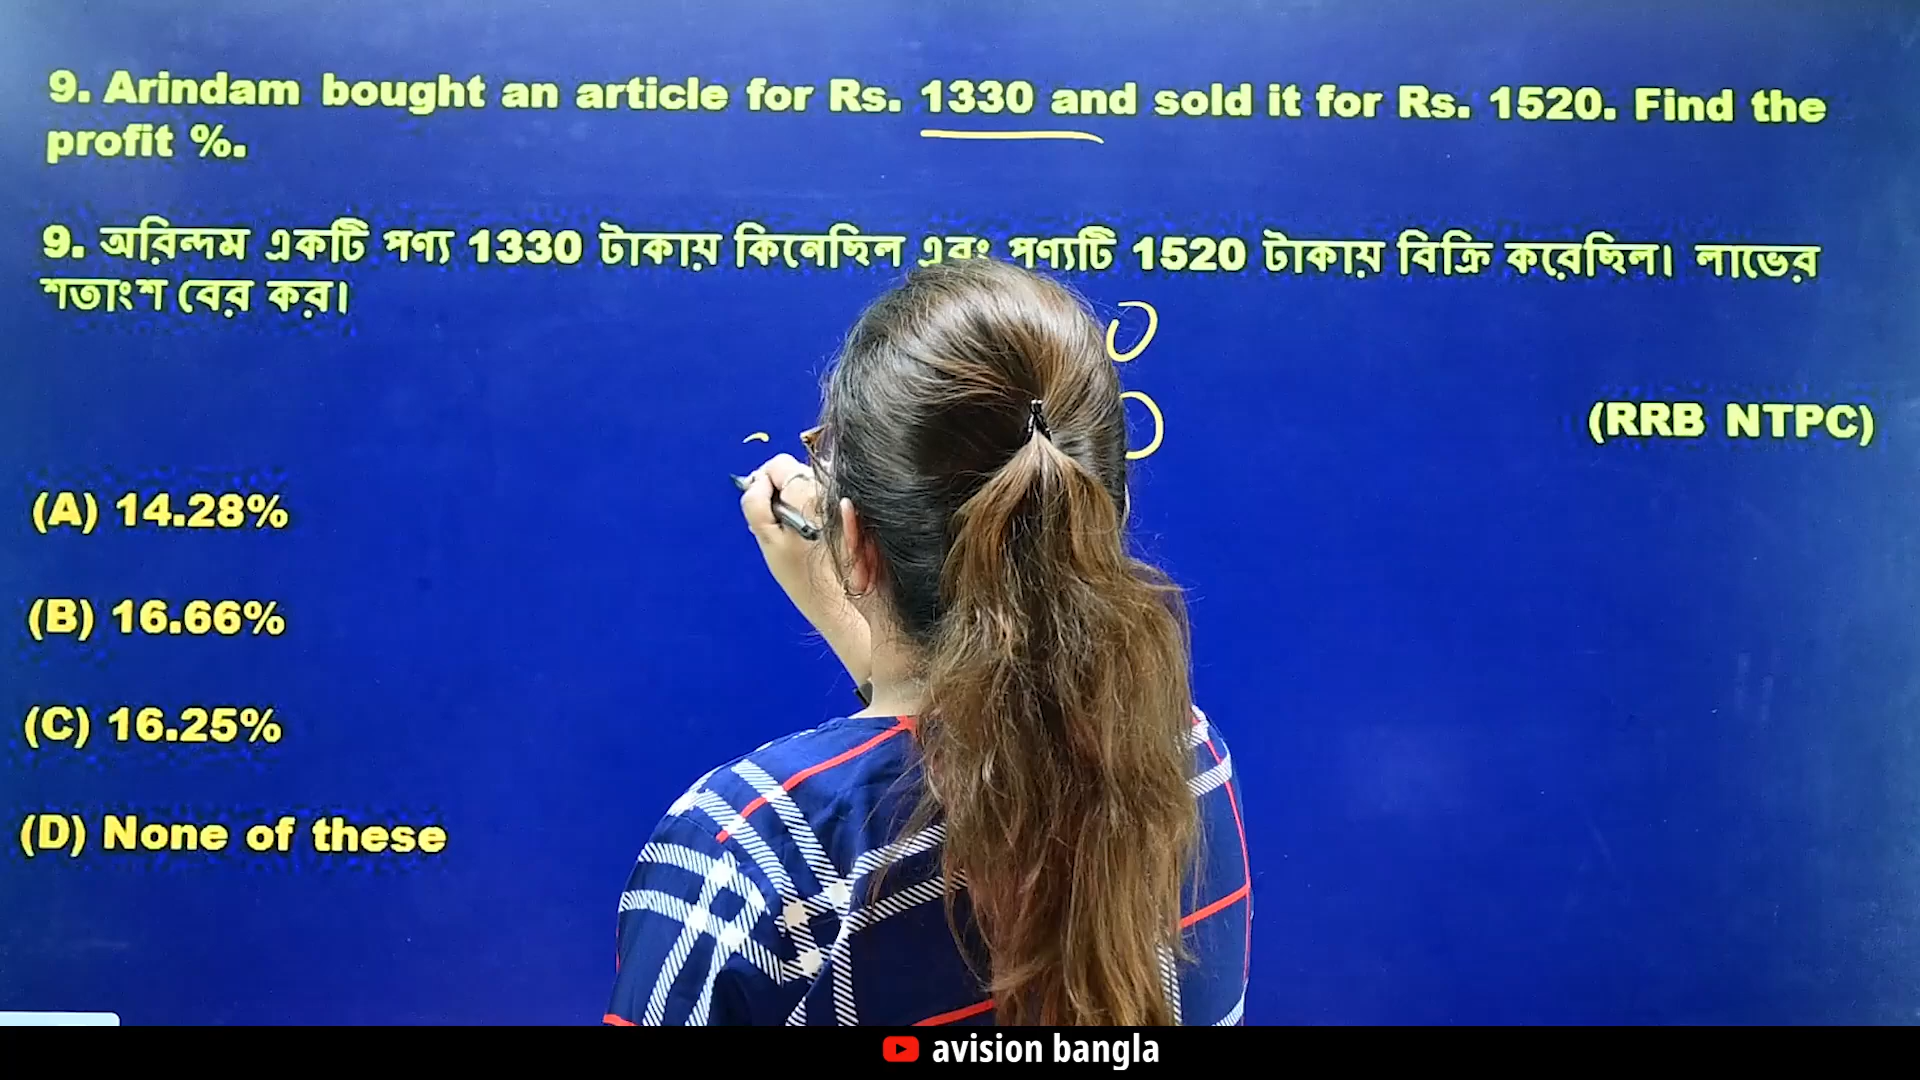 9. Arindam bought an article for Rs. 1330 and sold it for Rs. 1520. Find the
profit %.
9. অরিন্দম একটি পণ্য 1330 টাকায় কিনেছিল এবং পণ্যটি 1520 টাকায় বিক্রি করেছিল। লাভের
শতাংশ বের কর।
0
0
(RRB NTPC)
(A) 14.28%
(B) 16.66%
(C) 16.25%
(D) None of these
avision bangla